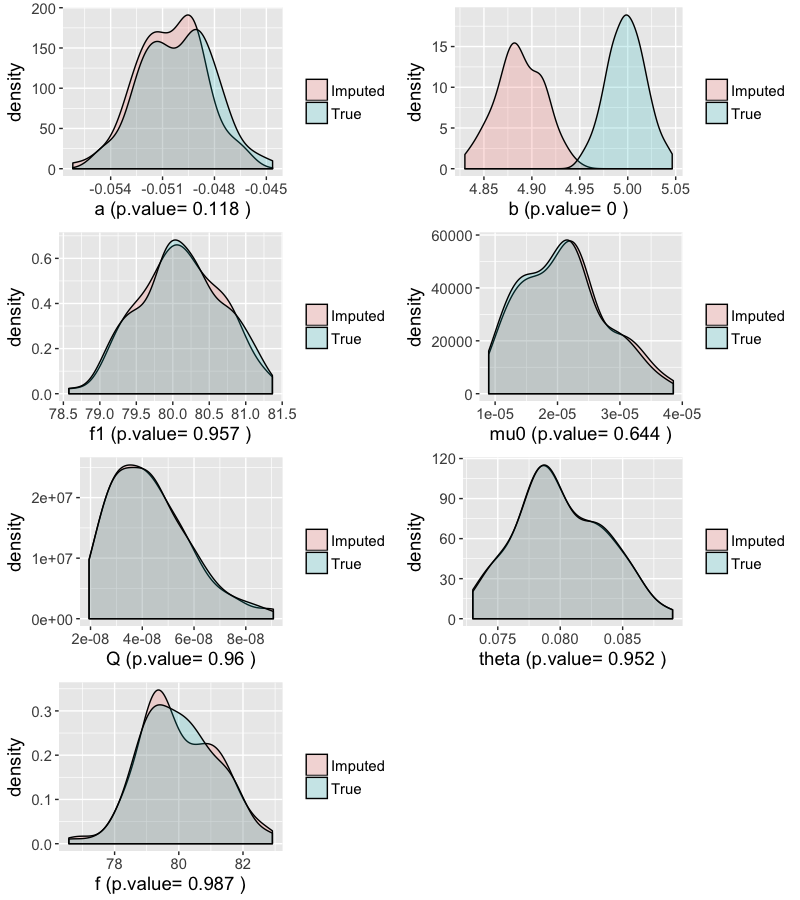 density
200
150
100
50
0
-0.054 -0.051 -0.048 -0.045
a (p.value= 0.118 )
Imputed
True
density
15
10
5
0
4.85 4.90 4.95 5.00 5.05
b (p.value= 0 )
Imputed
True
density
0.6
0.4
0.2
0.0
78.5 79.0 79.5 80.0 80.5 81.0 81.5
f1 (p.value= 0.957 )
Imputed
True
density
60000
40000
20000
0
1e-05 2e-05 3e-05 4e-05
mu0 (p.value= 0.644 )
Imputed
True
density
2e+07
1e+07
0e+00
2e-08 4e-08 6e-08 8e-08
Q (p.value= 0.96 )
Imputed
True
density
120
90
60
30
0
0.075 0.080 0.085
theta (p.value= 0.952 )
Imputed
True
density
0.3
0.2
0.1
0.0
78 80 82
f (p.value= 0.987 )
Imputed
True